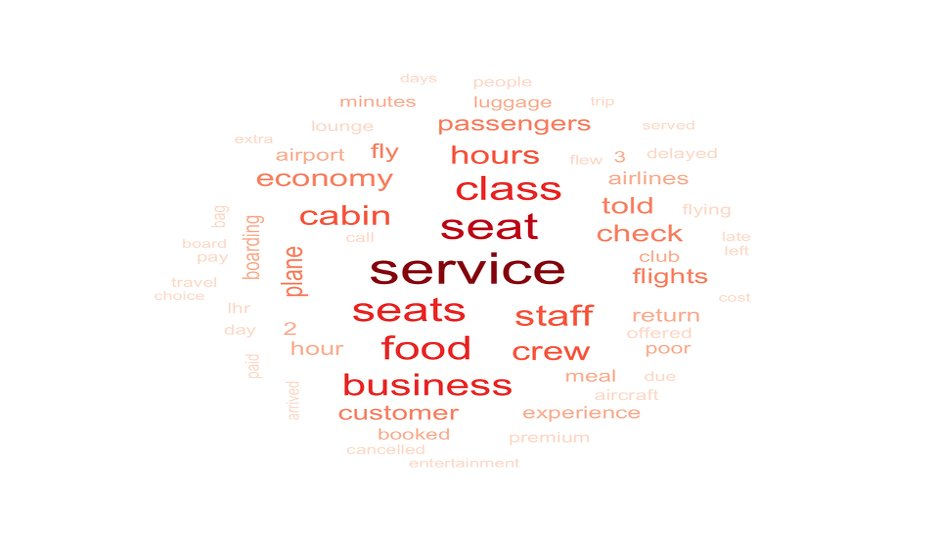 days
people
minutes
luggage
trip
lounge
passengers
served
extra
airport
fly
hours
flew
3
delayed
economy
class
airlines
bag
cabin
told
flying
call
seat
check
late
board
boarding
left
pay
plane
service
club
flights
travel
choice
cost
lhr
seats
staff
return
day
2
offered
hour
food
crew
poor
paid
business
meal
due
arrived
aircraft
customer
experience
booked
premium
cancelled
entertainment